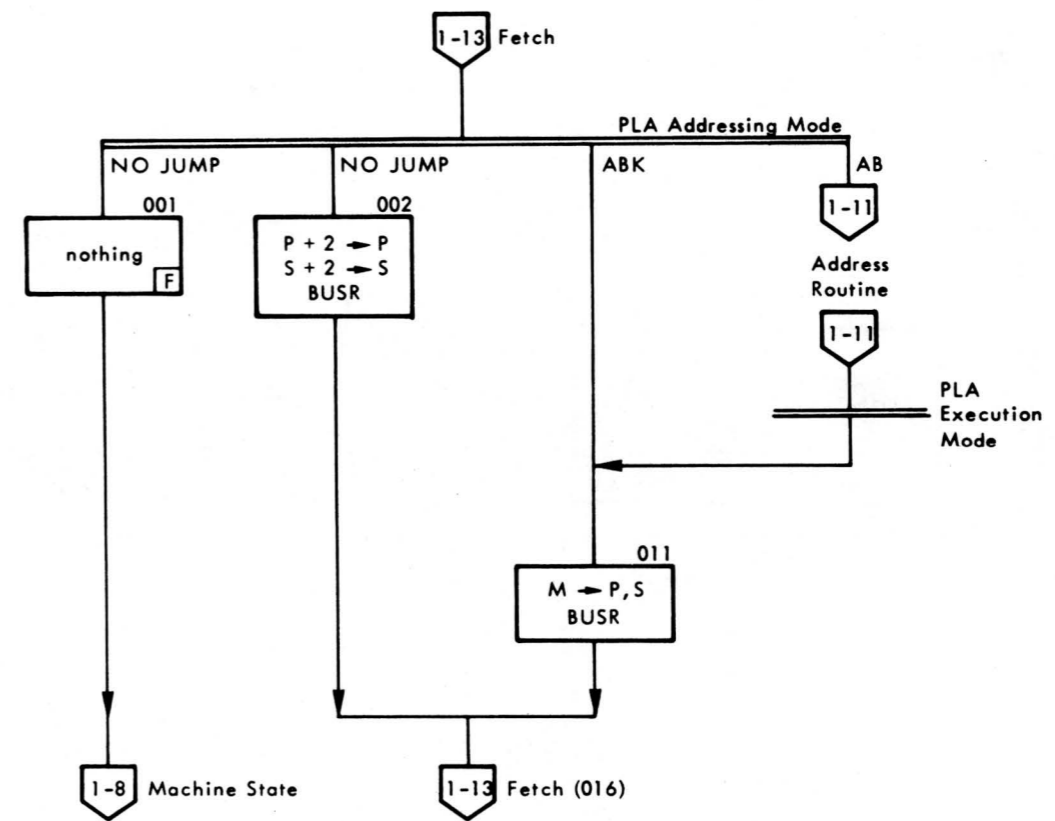 1-13 Fetch
PLA Addressing Mode
NO JUMP
NO JUMP
ABK
AB
001
nothing
F
002
P + 2 → P
S + 2 → S
BUSR
1-11
Address
Routine
1-11
PLA
Execution
Mode
011
M → P, S
BUSR
1-8 Machine State
1-13 Fetch (016)